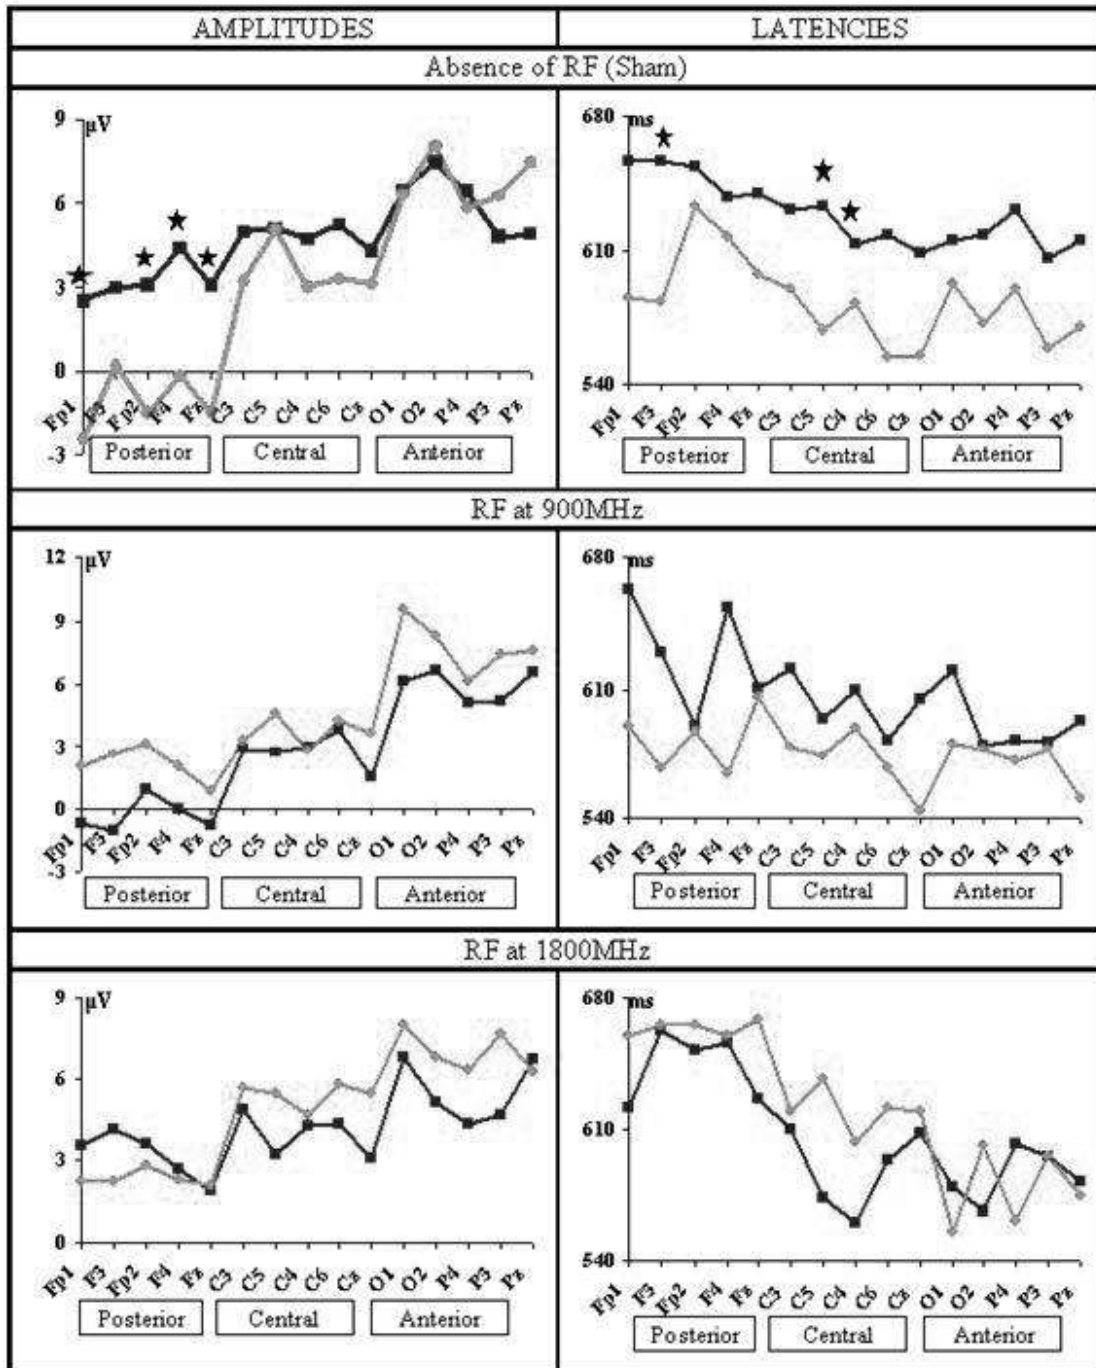 AMPLITUDES LATENCIES
Absence of RF (Sham)
9 µV 6 3 0 -3
Fp1 F3 Fp2 F4 Fz C3 C5 C4 C6 Cz O1 O2 P4 P3 Pz
Posterior Central Anterior
680 ms 610 540
Fp1 F3 Fp2 F4 Fz C3 C5 C4 C6 Cz O1 O2 P4 P3 Pz
Posterior Central Anterior
RF at 900MHz
12 µV 9 6 3 0 -3
Fp1 F3 Fp2 F4 Fz C3 C5 C4 C6 Cz O1 O2 P4 P3 Pz
Posterior Central Anterior
680 ms 610 540
Fp1 F3 Fp2 F4 Fz C3 C5 C4 C6 Cz O1 O2 P4 P3 Pz
Posterior Central Anterior
RF at 1800MHz
9 µV 6 3 0
Fp1 F3 Fp2 F4 Fz C3 C5 C4 C6 Cz O1 O2 P4 P3 Pz
Posterior Central Anterior
680 ms 610 540
Fp1 F3 Fp2 F4 Fz C3 C5 C4 C6 Cz O1 O2 P4 P3 Pz
Posterior Central Anterior